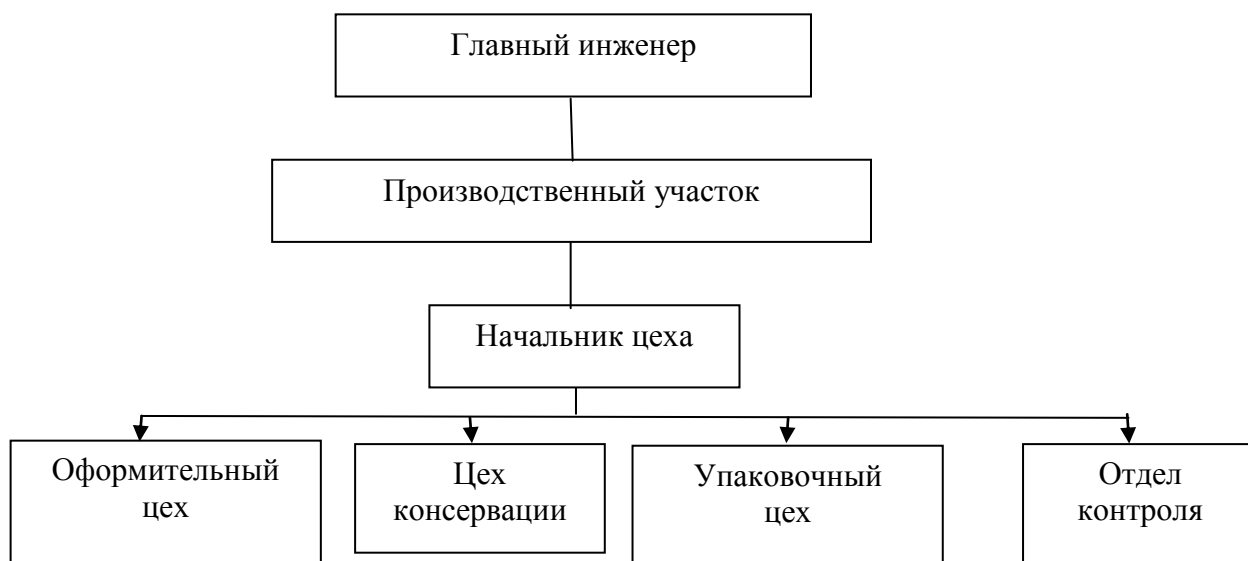 Главный инженер
Производственный участок
Начальник цеха
Оформительный
цех
Цех
консервации
Упаковочный
цех
Отдел
контроля